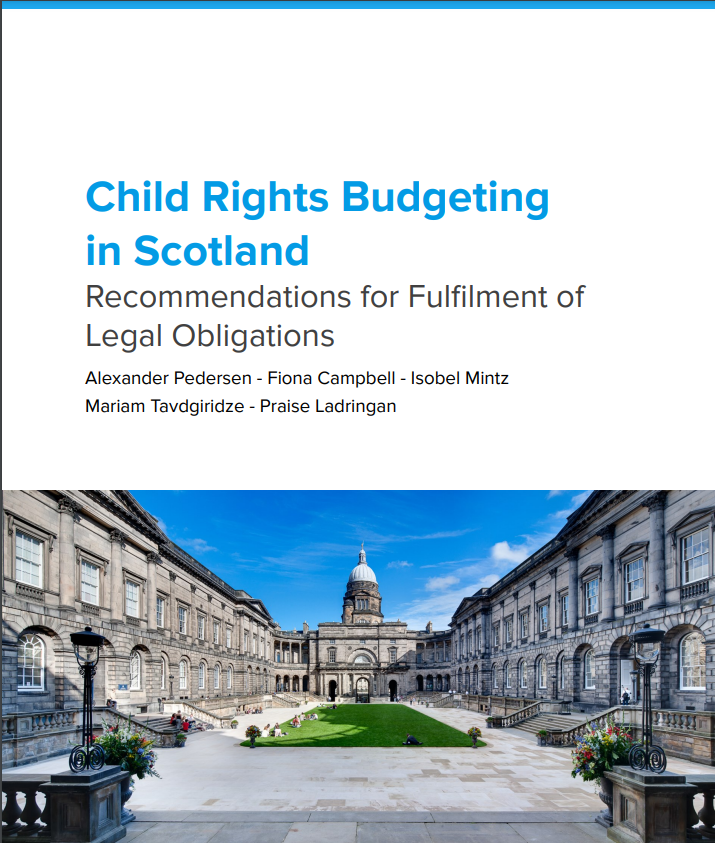 Child Rights Budgeting
in Scotland
Recommendations for Fulfilment of
Legal Obligations
Alexander Pedersen - Fiona Campbell - Isobel Mintz
Mariam Tavdgiridze - Praise Ladringan